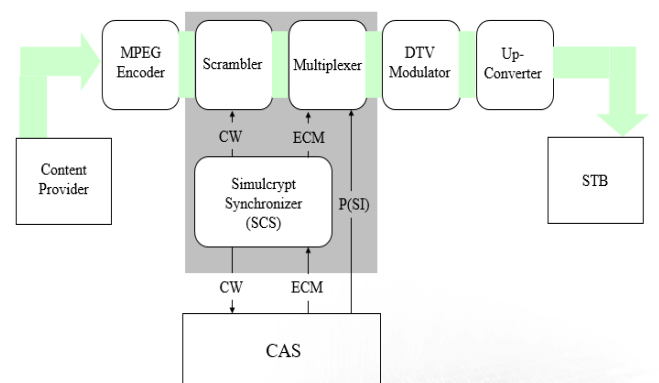 MPEG
Encoder
Scrambler
Multiplexer
DTV
Modulator
Up-
Converter
CW
ECM
Content
Provider
Simulcrypt
Synchronizer
(SCS)
P(SI)
STB
CW
ECM
CAS